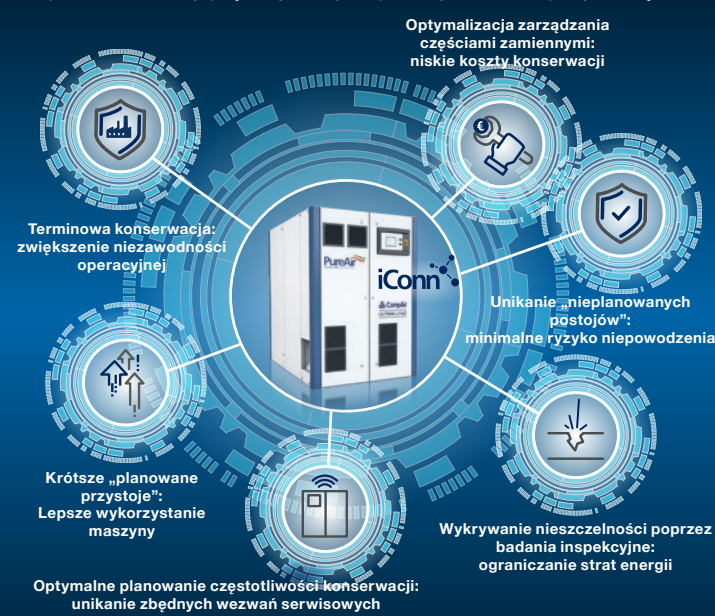 Optymalizacja zarządzania
częściami zamiennymi:
niskie koszty konserwacji
Terminowa konserwacja:
zwiększenie niezawodności
operacyjnej
PureAir
iConn
CompAir
Unikanie „nieplanowanych
postojów”:
minimalne ryzyko niepowodzenia
Krótsze „planowane
przystoje”:
Lepsze wykorzystanie
maszyny
Wykrywanie nieszczelności poprzez
badania inspekcyjne:
ograniczanie strat energii
Optymalne planowanie częstotliwości konserwacji:
unikanie zbędnych wezwań serwisowych